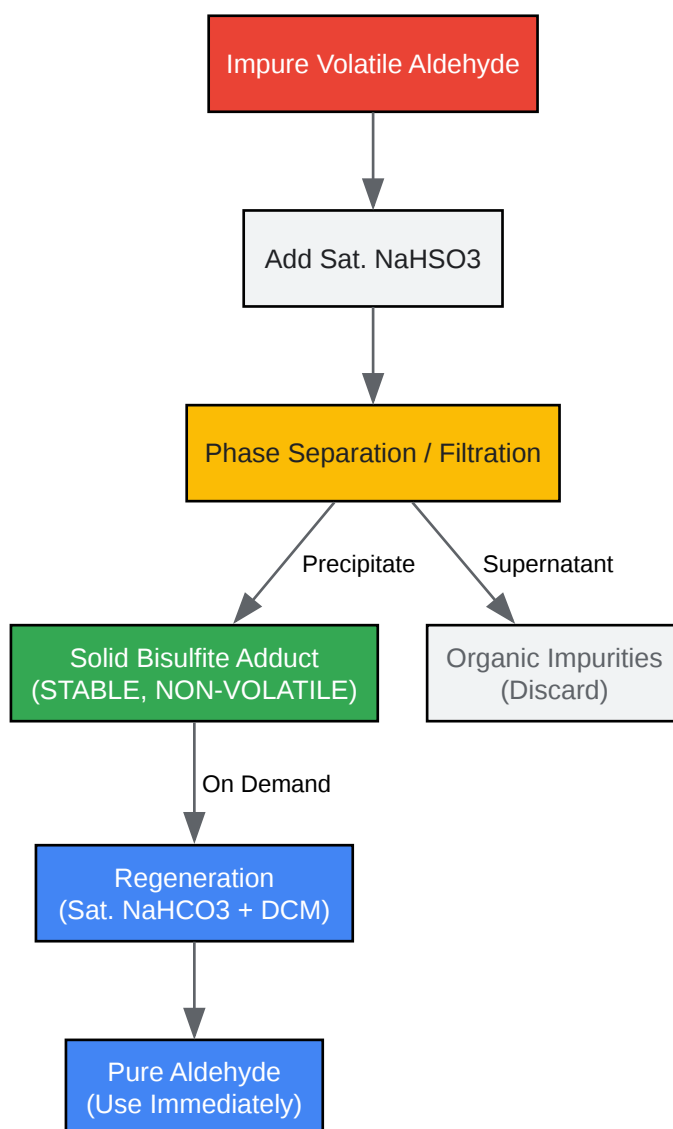 Impure Volatile Aldehyde
Add Sat. NaHSO3
Phase Separation / Filtration
Precipitate
Supernatant
Solid Bisulfite Adduct
(STABLE, NON-VOLATILE)
Organic Impurities
(Discard)
On Demand
Regeneration
(Sat. NaHCO3 + DCM)
Pure Aldehyde
(Use Immediately)